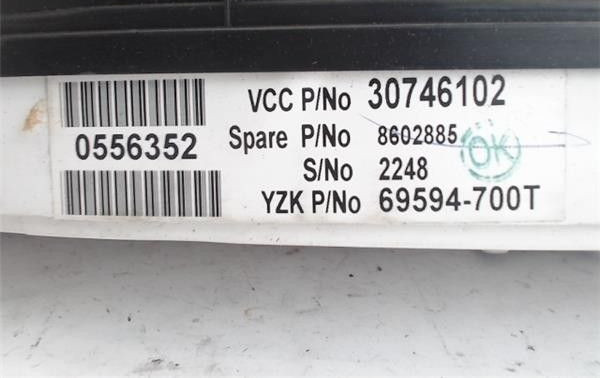 0556352
VCC P/No 30746102
Spare P/No 8602885
S/No 2248
YZK P/No 69594-700T
OK